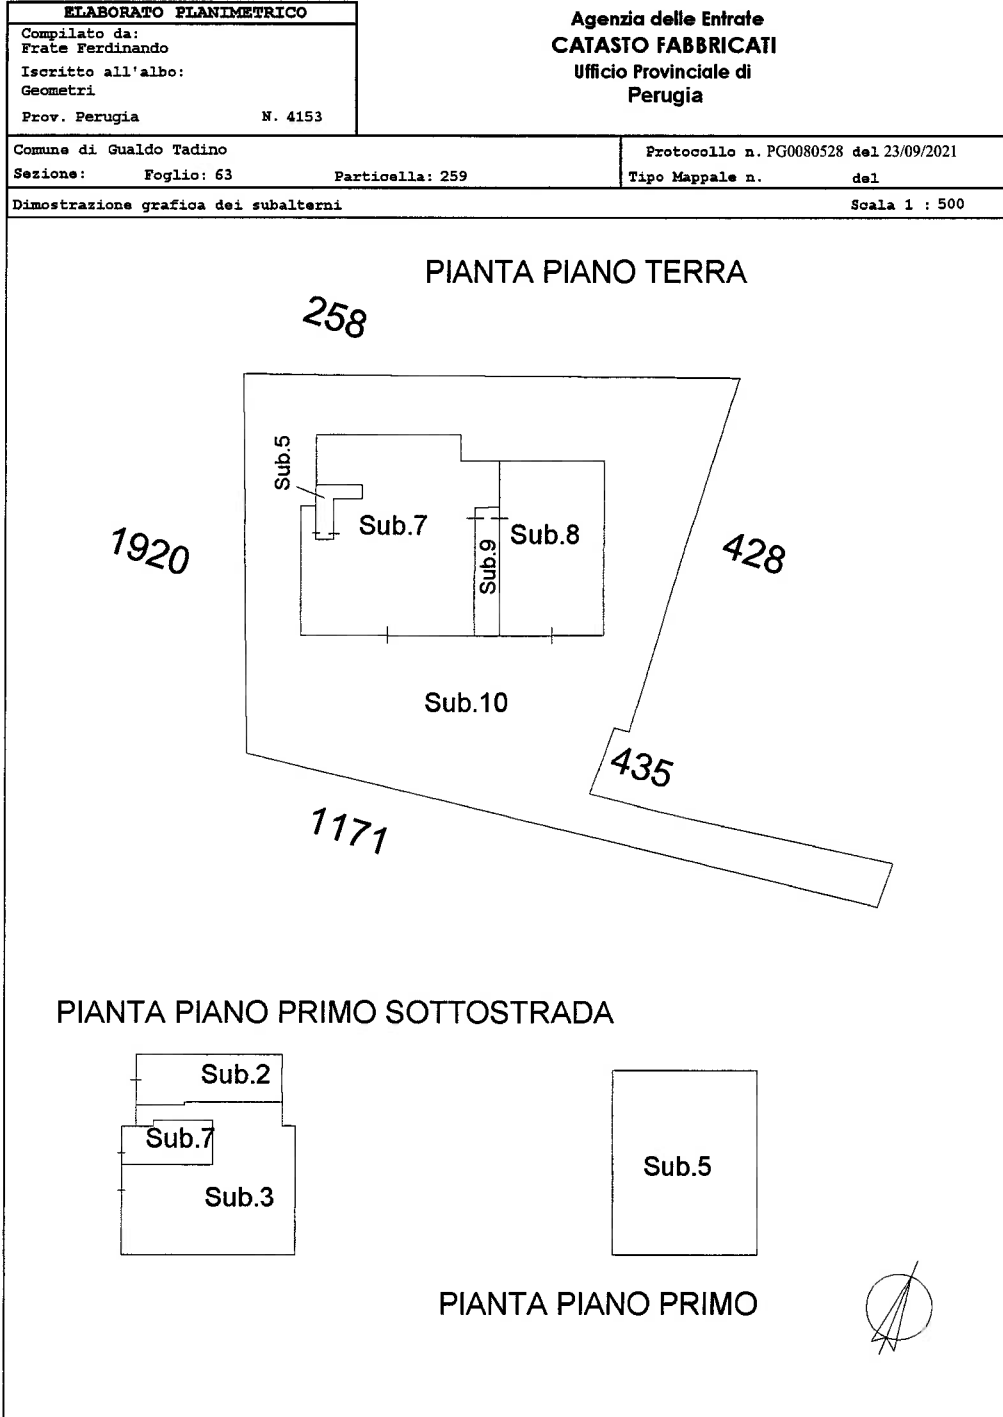 ELABORATO PLANIMETRICO
Compilato da:
Frate Ferdinando
Iscritto all'albo:
Geometri
Prov. Perugia N. 4153
Agenzia delle Entrate
CATASTO FABBRICATI
Ufficio Provinciale di
Perugia
Comune di Gualdo Tadino
Sezione: Foglio: 63 Particella: 259
Protocollo n. PG0080528 del 23/09/2021
Tipo Mappale n. del
Dimostrazione grafica dei subalterni Scala 1 : 500
PIANTA PIANO TERRA
258
Sub.5
1920
Sub.7
Sub.9
Sub.8
428
Sub.10
435
1171
PIANTA PIANO PRIMO SOTTOSTRADA
Sub.2
Sub.7
Sub.3
Sub.5
PIANTA PIANO PRIMO